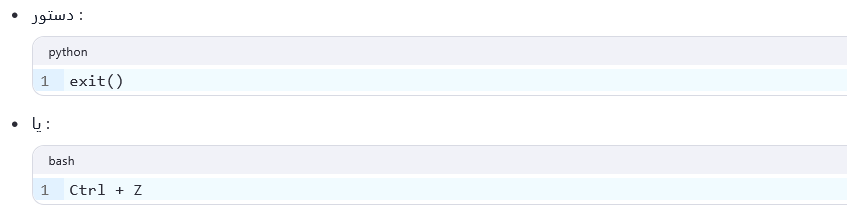 • دستور :
python
1 exit()
• یا :
bash
1 Ctrl + Z